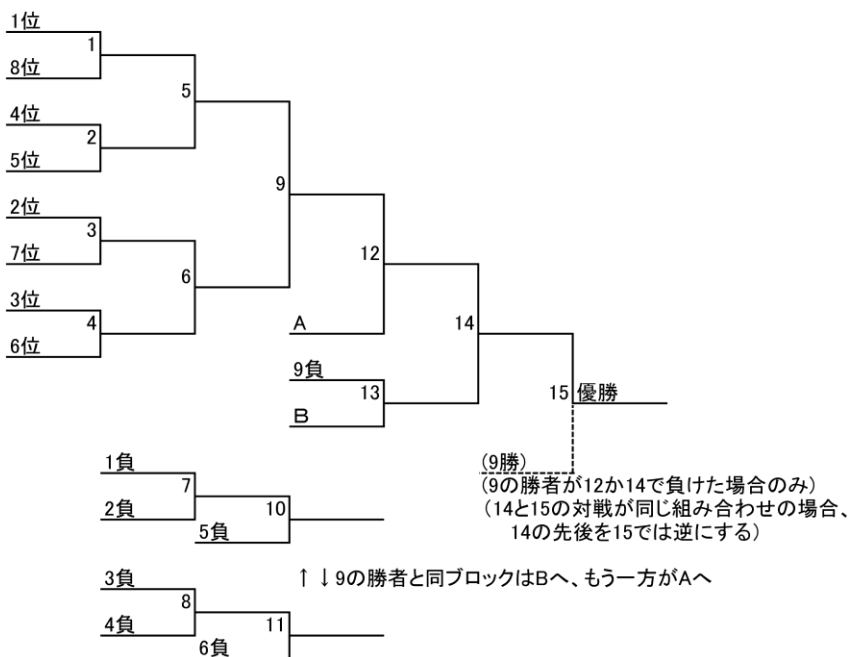 1位
1
8位
5
4位
2
5位
9
2位
3
7位
12
6
3位
4
A
14
6位
9負
13
15 優勝
B
1負
(9勝)
7
(9の勝者が12か14で負けた場合のみ)
10
(14と15の対戦が同じ組み合わせの場合、
2負
5負
14の先後を15では逆にする)
3負
↑ ↓9の勝者と同ブロックはBへ、もう一方がAへ
8
4負
11
6負